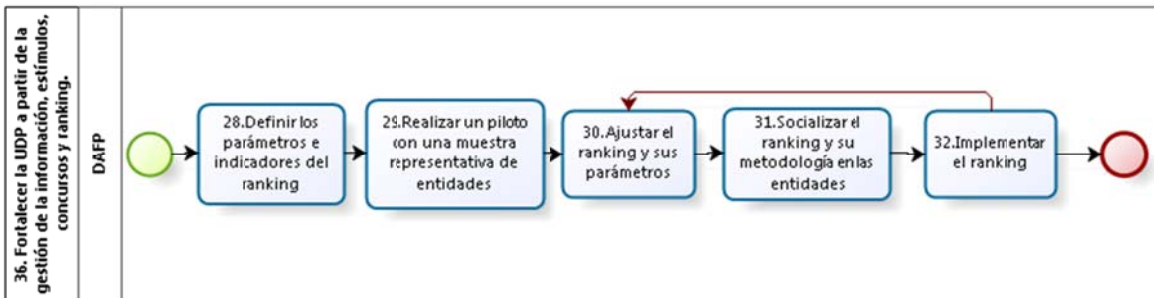 36. Fortalecer la UDP a partir de la
gestión de la información, estímulos,
concursos y ranking.
DAFP
28.Definir los
parámetros e
indicadores del
ranking
29.Realizar un piloto
con una muestra
representativa de
entidades
30.Ajustar el
ranking y sus
parámetros
31.Socializar el
ranking y su
metodología en las
entidades
32.Implementar
el ranking